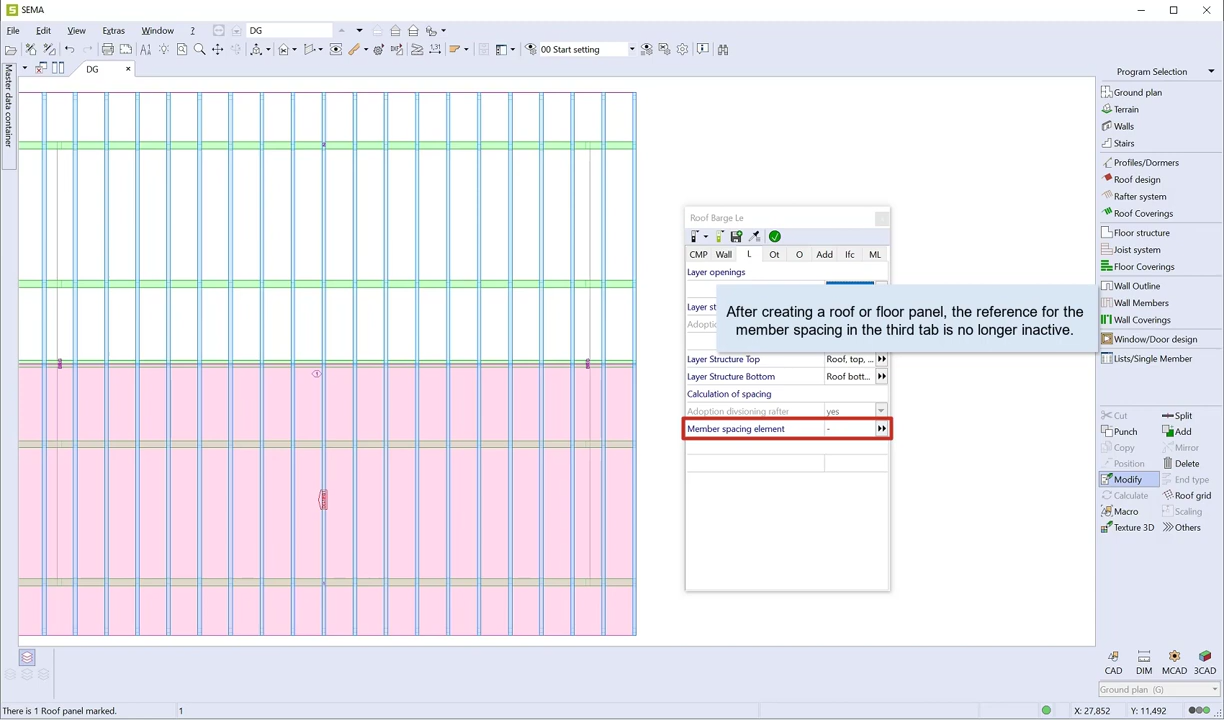 SEMA
File Edit View Extras Window ? DG
00 Start setting
DG ×
Master data container
Program Selection
Ground plan
Terrain
Walls
Stairs
Profiles/Dormers
Roof design
Rafter system
Roof Coverings
Floor structure
Joist system
Floor Coverings
Wall Outline
Wall Members
Wall Coverings
Window/Door design
Lists/Single Member
Roof Barge Le
CMP Wall L Ot O Add Ifc ML
Layer openings
Layer st
Adoptio
After creating a roof or floor panel, the reference for the
member spacing in the third tab is no longer inactive.
Layer Structure Top Roof, top, ...
Layer Structure Bottom Roof bott...
Calculation of spacing
Adoption divsioning rafter yes
Member spacing element -
1
Cut Split
Punch Add
Copy Mirror
Position Delete
Modify End type
Calculate Roof grid
Macro Scaling
Texture 3D Others
CAD DIM MCAD 3CAD
Ground plan (G)
There is 1 Roof panel marked. 1 X: 27,852 Y: 11,492